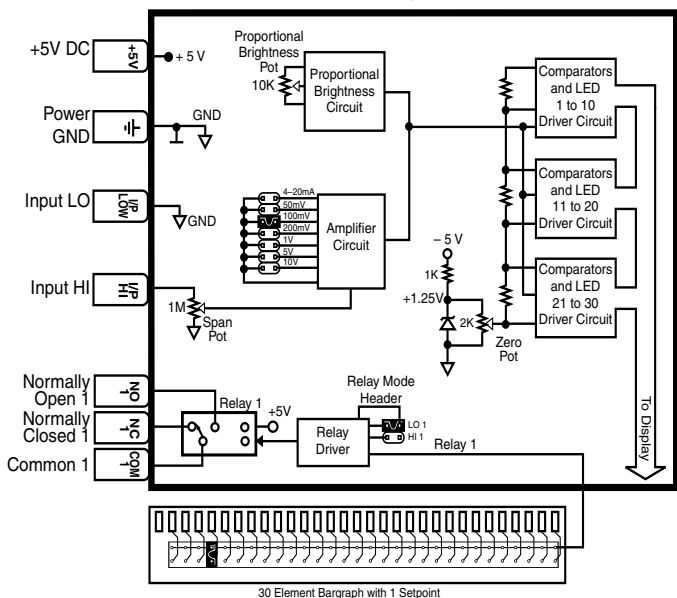 +5V DC
+5V
+ 5 V
Proportional
Brightness
Pot
10K
Proportional
Brightness
Circuit
Comparators
and LED
1 to 10
Driver Circuit
Power
GND
GND
Input LO
I/P
LOW
GND
4–20mA
50mV
100mV
200mV
1V
5V
10V
Amplifier
Circuit
Comparators
and LED
11 to 20
Driver Circuit
– 5 V
1K
+1.25V
2K
Zero
Pot
Comparators
and LED
21 to 30
Driver Circuit
Input HI
I/P
HI
1M
Span
Pot
Normally
Open 1
NO
1
Normally
Closed 1
NC
1
Common 1
COM
1
Relay 1
+5V
Relay
Driver
Relay Mode
Header
LO 1
HI 1
Relay 1
To Display
30 Element Bargraph with 1 Setpoint